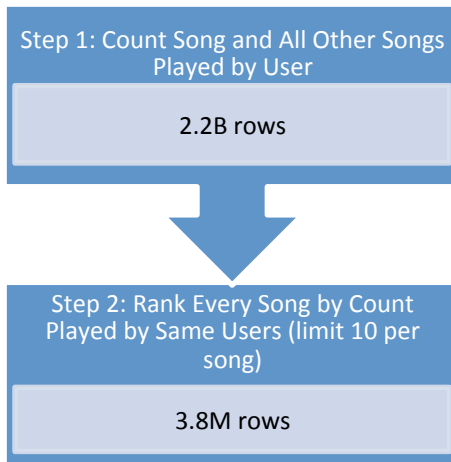 Step 1: Count Song and All Other Songs
Played by User
2.2B rows
Step 2: Rank Every Song by Count
Played by Same Users (limit 10 per
song)
3.8M rows